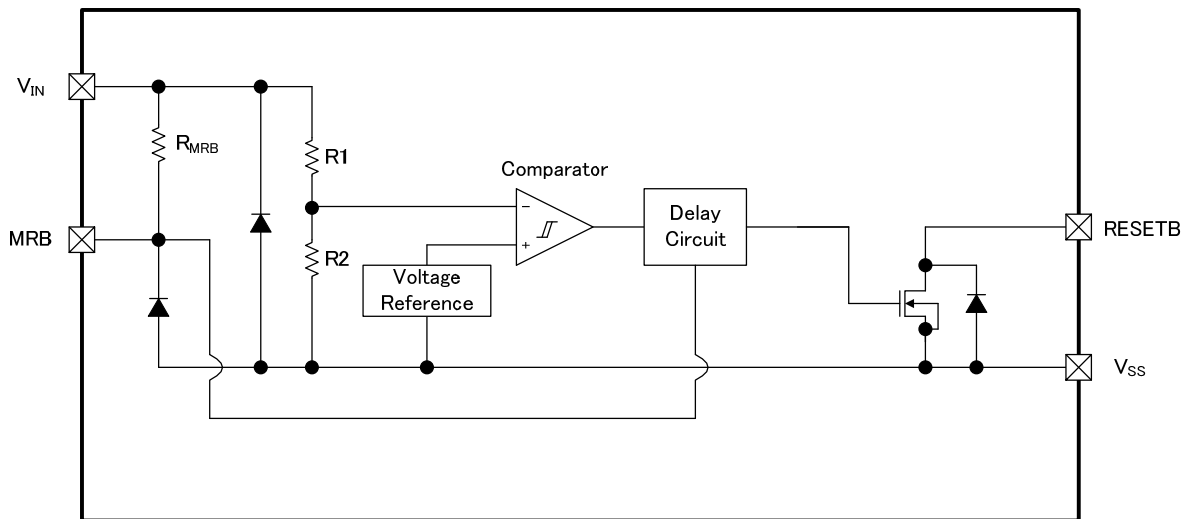 V_IN
R_MRB
R1
Comparator
−
+
Delay
Circuit
MRB
R2
Voltage
Reference
RESETB
V_SS